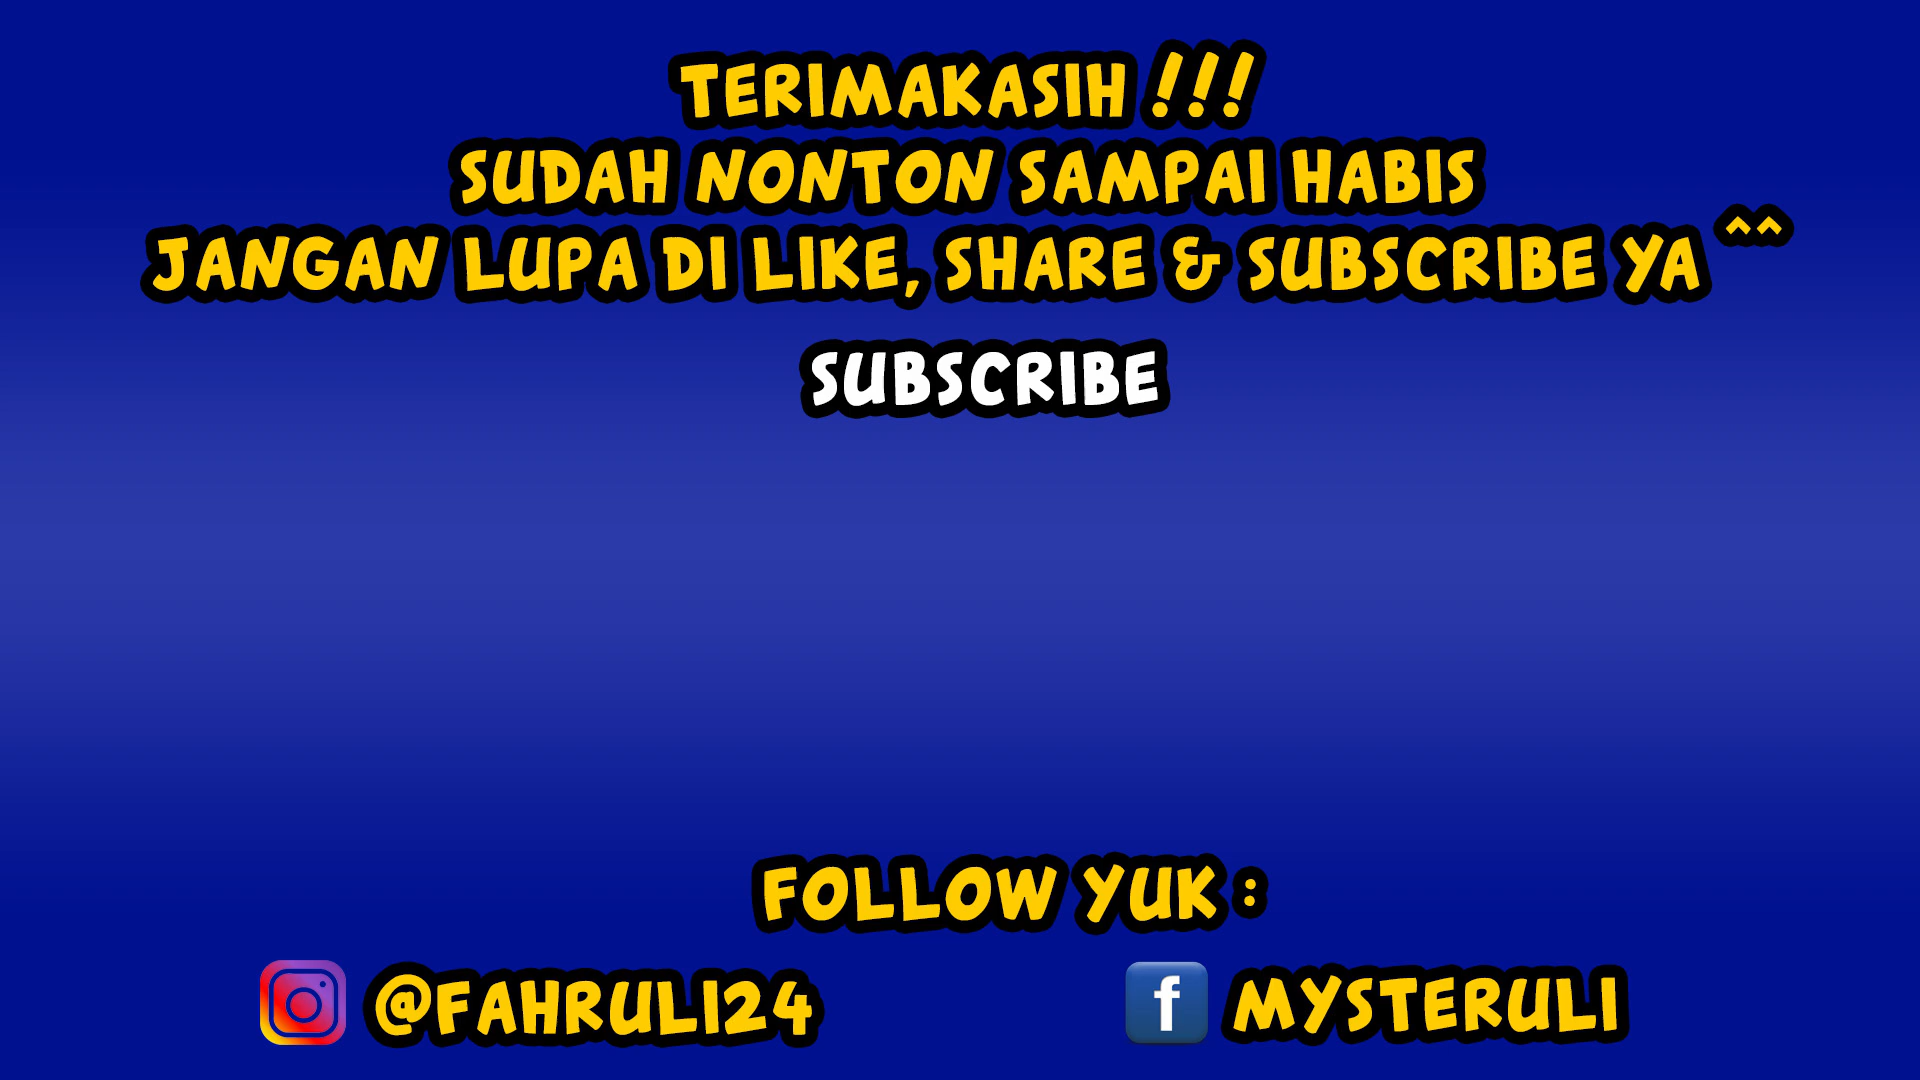 TERIMAKASIH !!!
SUDAH NONTON SAMPAI HABIS
JANGAN LUPA DI LIKE, SHARE & SUBSCRIBE YA ^^
SUBSCRIBE
FOLLOW YUK :
@FAHRULI24
f MYSTERULI